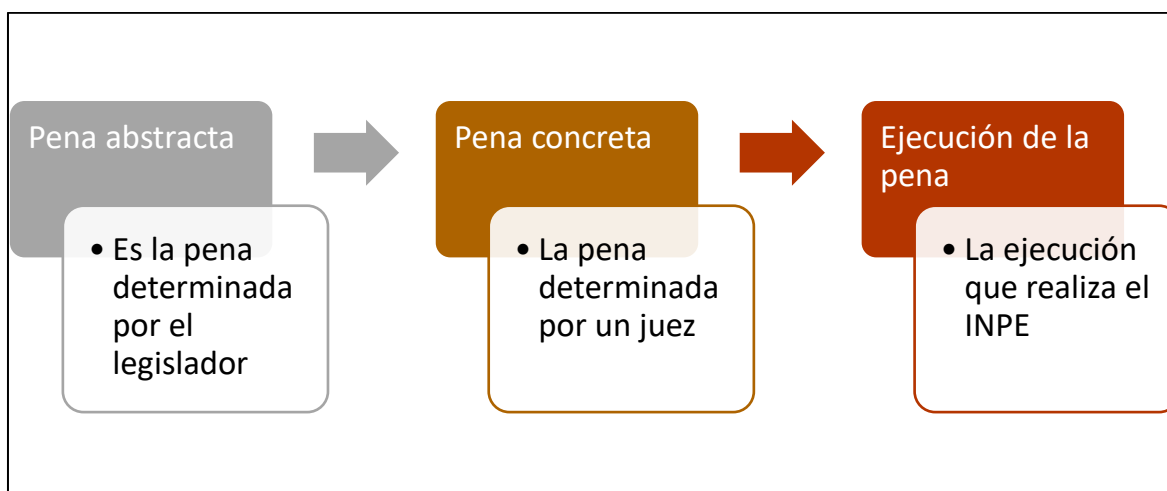 Pena abstracta
• Es la pena
determinada
por el
legislador
Pena concreta
• La pena
determinada
por un juez
Ejecución de la
pena
• La ejecución
que realiza el
INPE